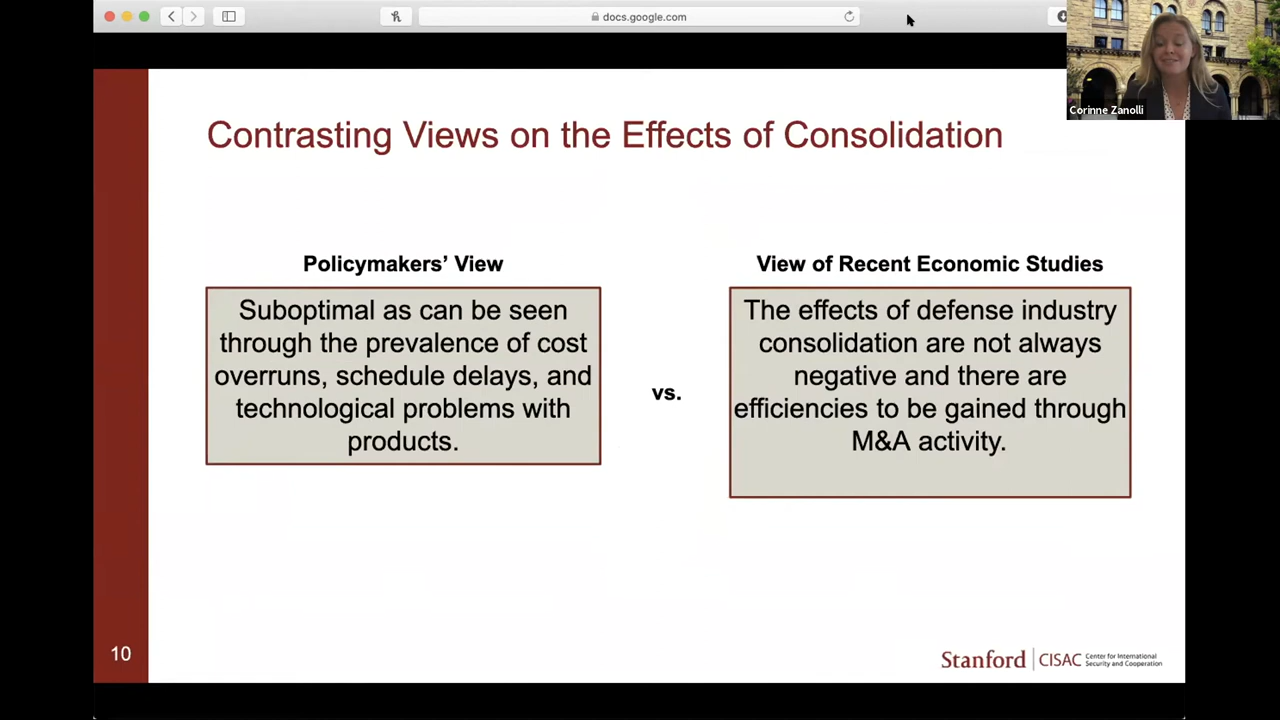 docs.google.com
Corinne Zanolli
Contrasting Views on the Effects of Consolidation
Policymakers’ View
Suboptimal as can be seen
through the prevalence of cost
overruns, schedule delays, and
technological problems with
products.
vs.
View of Recent Economic Studies
The effects of defense industry
consolidation are not always
negative and there are
efficiencies to be gained through
M&A activity.
10
Stanford
CISAC
Center for International
Security and Cooperation